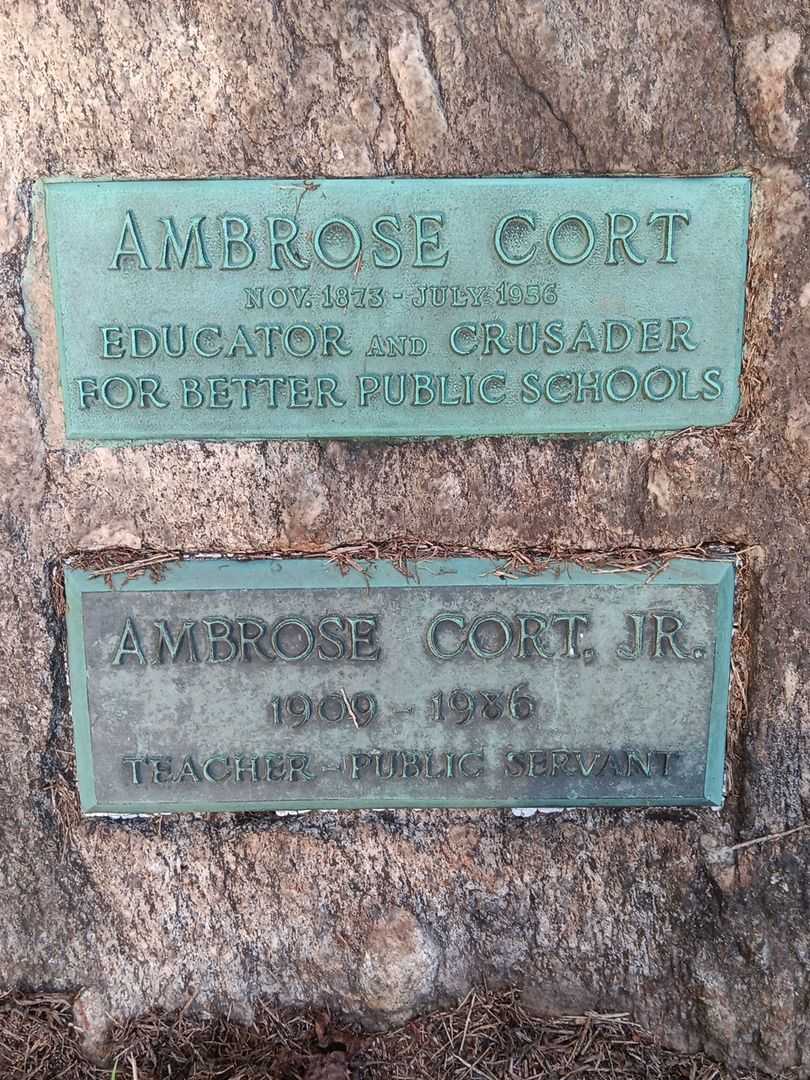 AMBROSE CORT
NOV. 1873 - JULY 1956
EDUCATOR AND CRUSADER
FOR BETTER PUBLIC SCHOOLS
AMBROSE CORT, JR.
1909 - 1986
TEACHER - PUBLIC SERVANT